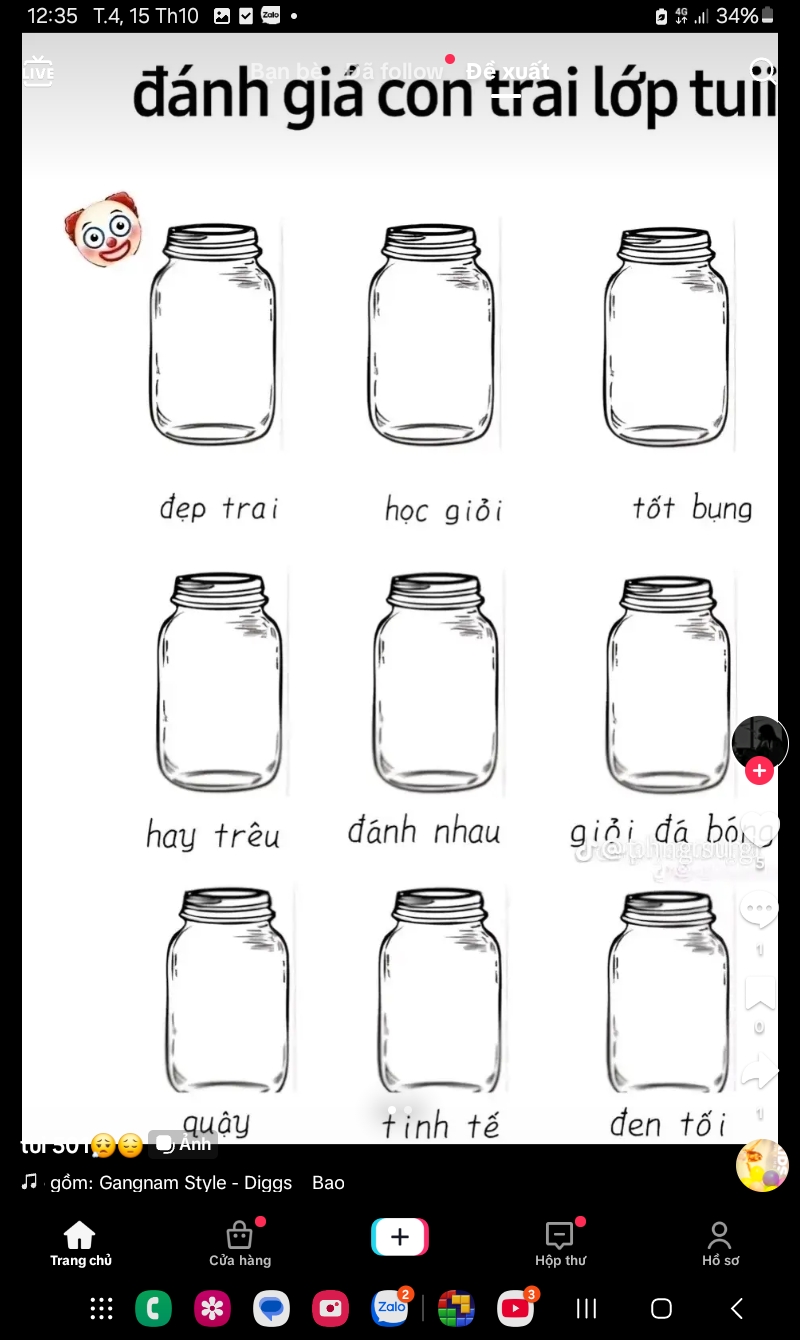 12:35 T.4, 15 Th10 Zalo 4G 34%
LIVE Bạn bè Đã follow Đề xuất
đánh giá con trai lớp tuii
đẹp trai học giỏi tốt bụng
hay trêu đánh nhau giỏi đá bóng
5
1
0
1
quậy tinh tế đen tối
Ảnh
gồm: Gangnam Style - Diggs Bao
Trang chủ Cửa hàng Hộp thư Hồ sơ
Zalo 2 3